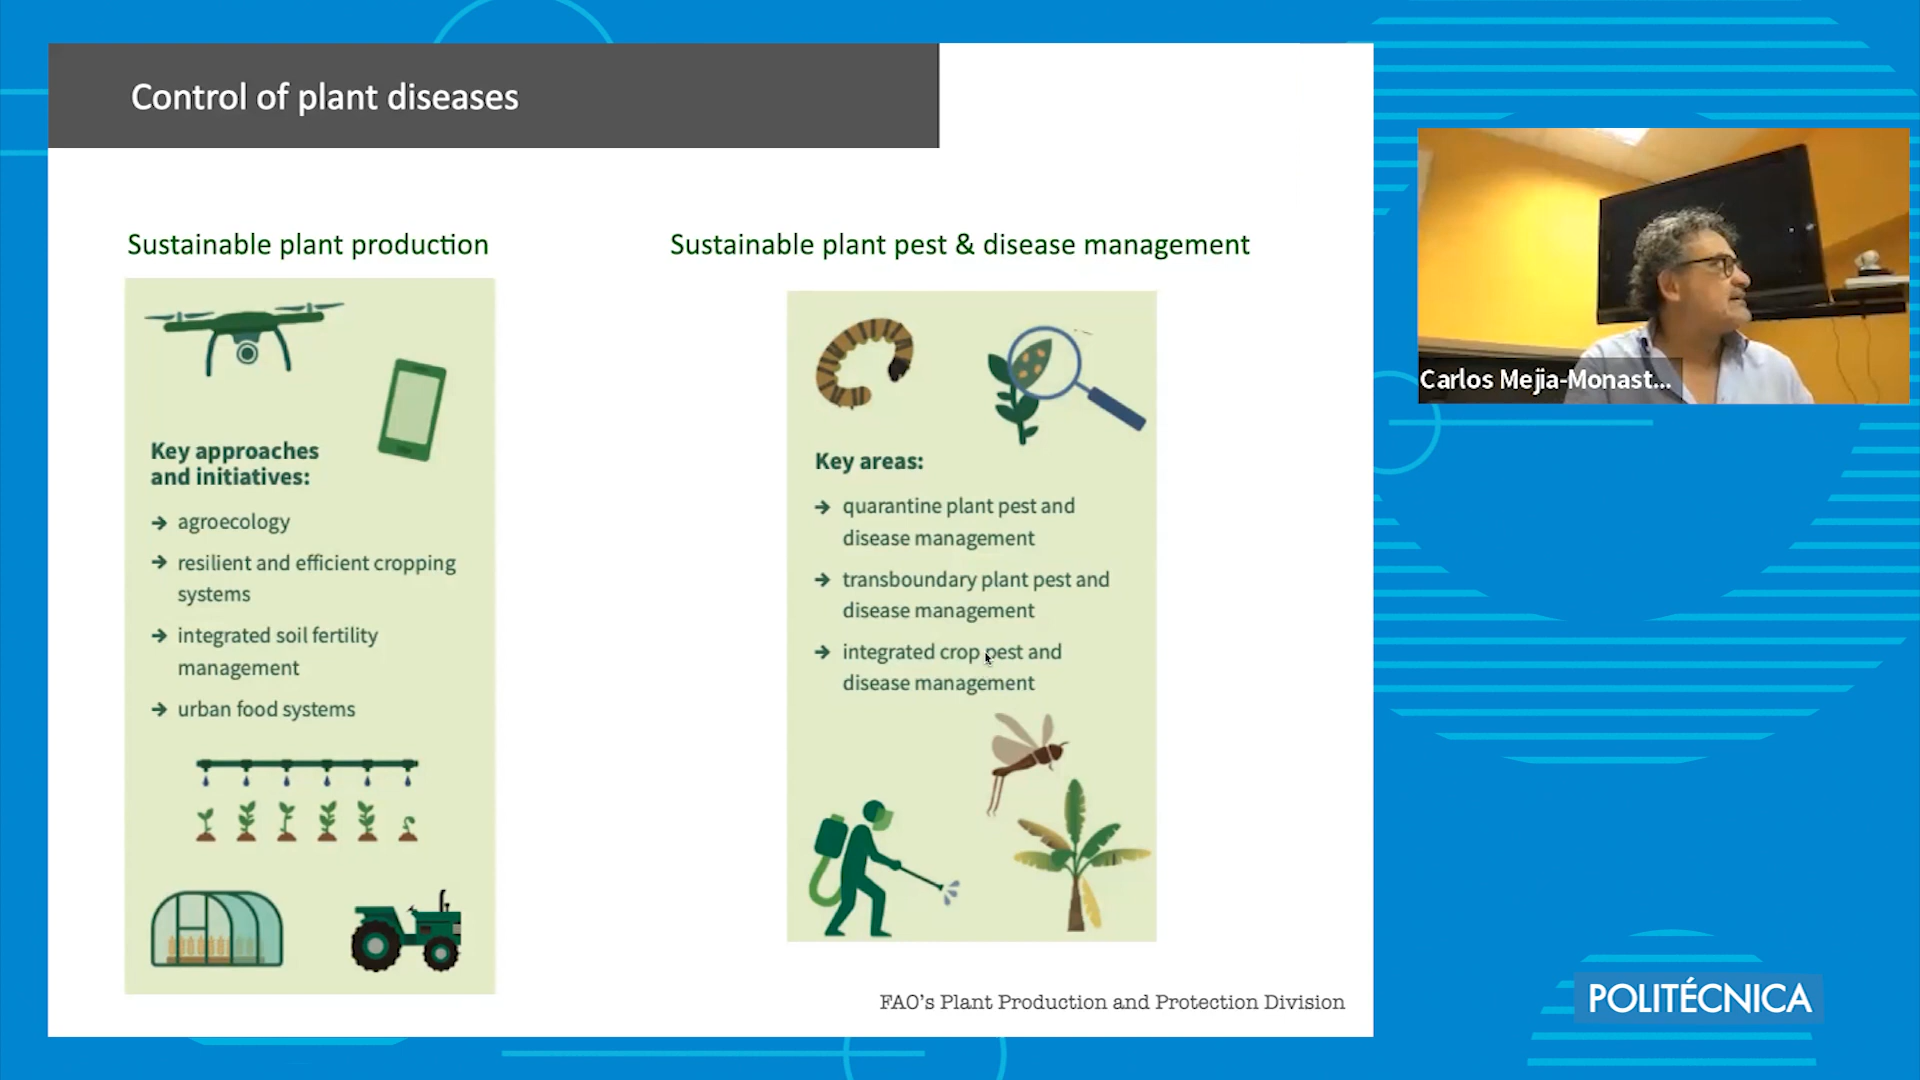 Control of plant diseases
Sustainable plant production
Key approaches
and initiatives:
→ agroecology
→ resilient and efficient cropping
systems
→ integrated soil fertility
management
→ urban food systems
Sustainable plant pest & disease management
Key areas:
→ quarantine plant pest and
disease management
→ transboundary plant pest and
disease management
→ integrated crop pest and
disease management
FAO's Plant Production and Protection Division
Carlos Mejia-Monast...
POLITÉCNICA